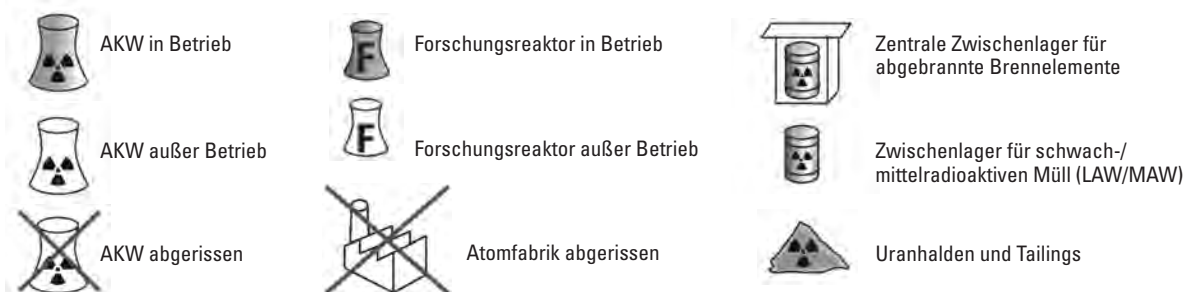 AKW in Betrieb
AKW außer Betrieb
AKW abgerissen
F
Forschungsreaktor in Betrieb
F
Forschungsreaktor außer Betrieb
Atomfabrik abgerissen
Zentrale Zwischenlager für
abgebrannte Brennelemente
Zwischenlager für schwach-/
mittelradioaktiven Müll (LAW/MAW)
Uranhalden und Tailings